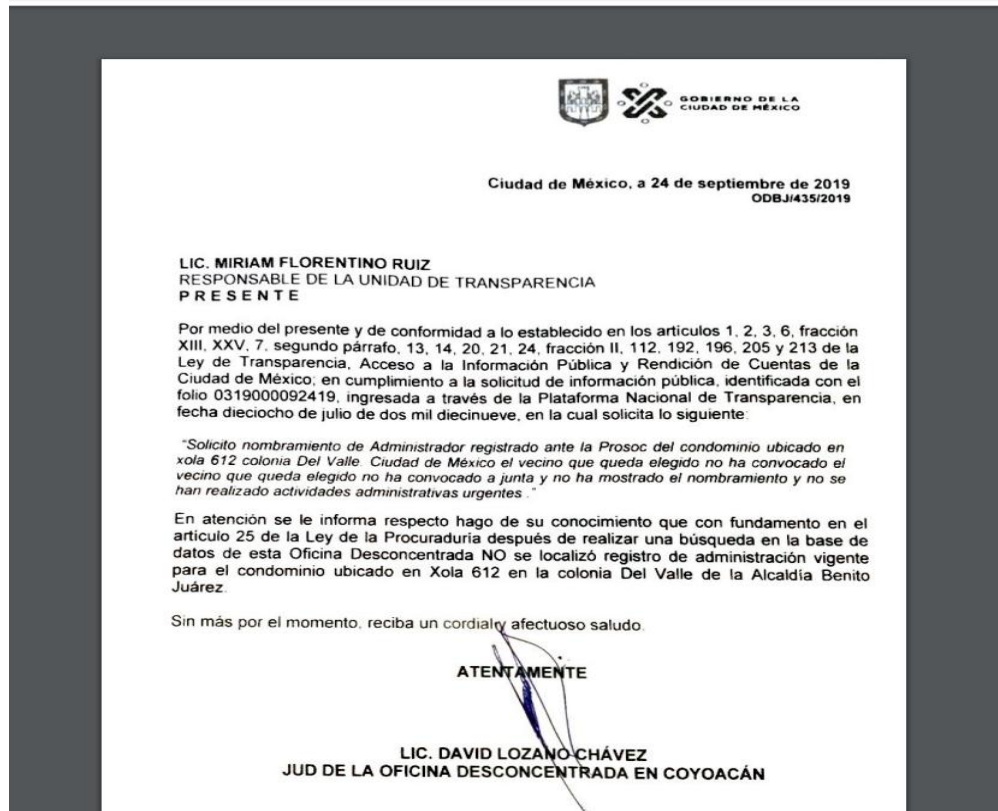 GOBIERNO DE LA
CIUDAD DE MÉXICO
Ciudad de México, a 24 de septiembre de 2019
ODBJ/435/2019
LIC. MIRIAM FLORENTINO RUIZ
RESPONSABLE DE LA UNIDAD DE TRANSPARENCIA
P R E S E N T E
Por medio del presente y de conformidad a lo establecido en los artículos 1, 2, 3, 6, fracción
XIII, XXV, 7, segundo párrafo, 13, 14, 20, 21, 24, fracción II, 112, 192, 196, 205 y 213 de la
Ley de Transparencia, Acceso a la Información Pública y Rendición de Cuentas de la
Ciudad de México; en cumplimiento a la solicitud de información pública, identificada con el
folio 0319000092419, ingresada a través de la Plataforma Nacional de Transparencia, en
fecha dieciocho de julio de dos mil diecinueve, en la cual solicita lo siguiente:
"Solicito nombramiento de Administrador registrado ante la Prosoc del condominio ubicado en
xola 612 colonia Del Valle. Ciudad de México el vecino que queda elegido no ha convocado el
vecino que queda elegido no ha convocado a junta y no ha mostrado el nombramiento y no se
han realizado actividades administrativas urgentes ."
En atención se le informa respecto hago de su conocimiento que con fundamento en el
artículo 25 de la Ley de la Procuraduría después de realizar una búsqueda en la base de
datos de esta Oficina Desconcentrada NO se localizó registro de administración vigente
para el condominio ubicado en Xola 612 en la colonia Del Valle de la Alcaldía Benito
Juárez.
Sin más por el momento, reciba un cordial y afectuoso saludo.
ATENTAMENTE
LIC. DAVID LOZANO CHÁVEZ
JUD DE LA OFICINA DESCONCENTRADA EN COYOACÁN